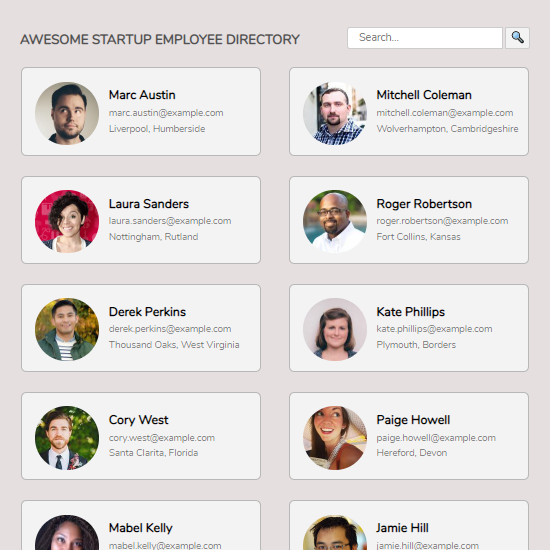 AWESOME STARTUP EMPLOYEE DIRECTORY
Search...
Marc Austin
marc.austin@example.com
Liverpool, Humberside
Mitchell Coleman
mitchell.coleman@example.com
Wolverhampton, Cambridgeshire
Laura Sanders
laura.sanders@example.com
Nottingham, Rutland
Roger Robertson
roger.robertson@example.com
Fort Collins, Kansas
Derek Perkins
derek.perkins@example.com
Thousand Oaks, West Virginia
Kate Phillips
kate.phillips@example.com
Plymouth, Borders
Cory West
cory.west@example.com
Santa Clarita, Florida
Paige Howell
paige.howell@example.com
Hereford, Devon
Mabel Kelly
mabel.kelly@example.com
Jamie Hill
jamie.hill@example.com